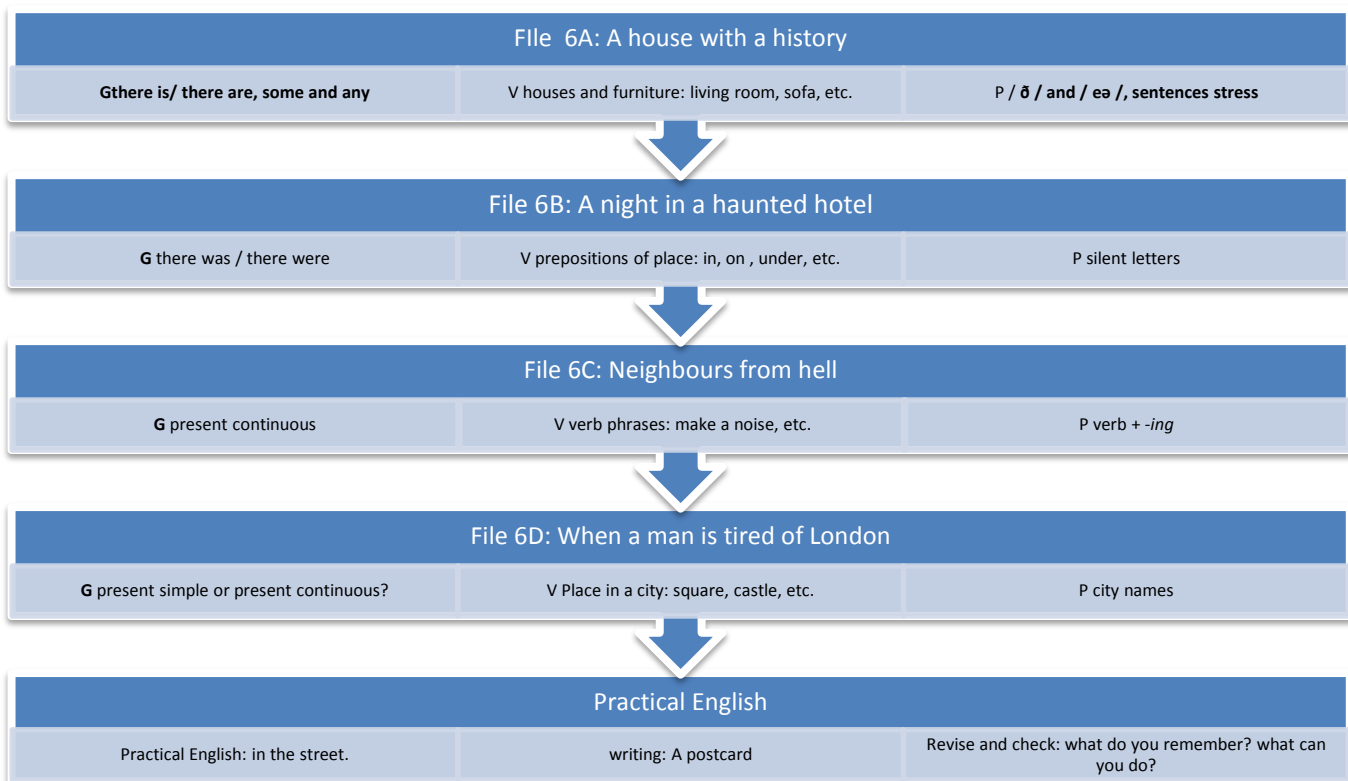 FIle 6A: A house with a history
Gthere is/ there are, some and any
V houses and furniture: living room, sofa, etc.
P / ð / and / eə /, sentences stress
File 6B: A night in a haunted hotel
G there was / there were
V prepositions of place: in, on , under, etc.
P silent letters
File 6C: Neighbours from hell
G present continuous
V verb phrases: make a noise, etc.
P verb + -ing
File 6D: When a man is tired of London
G present simple or present continuous?
V Place in a city: square, castle, etc.
P city names
Practical English
Practical English: in the street.
writing: A postcard
Revise and check: what do you remember? what can
you do?